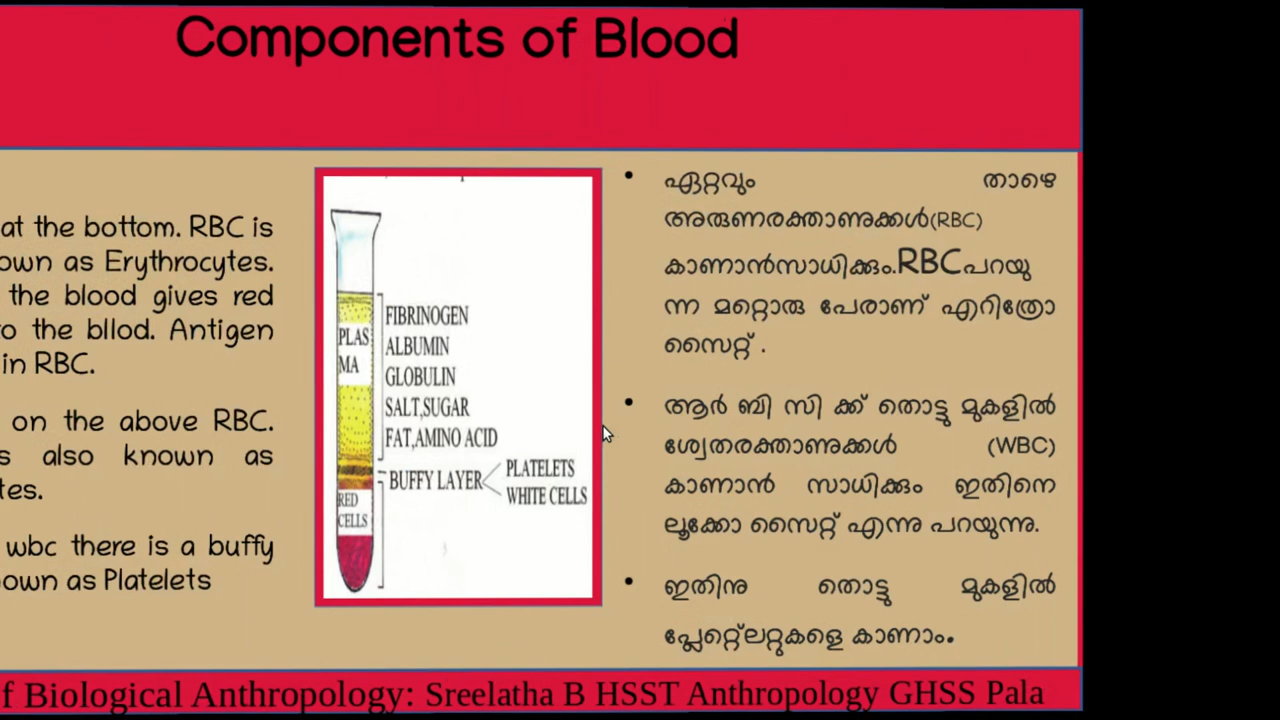 Components of Blood
at the bottom. RBC is
own as Erythrocytes.
the blood gives red
to the bllod. Antigen
in RBC.
on the above RBC.
s also known as
tes.
wbc there is a buffy
nown as Platelets
PLAS
MA
FIBRINOGEN
ALBUMIN
GLOBULIN
SALT,SUGAR
FAT,AMINO ACID
BUFFY LAYER
PLATELETS
WHITE CELLS
RED
CELLS
• ഏറ്റവും താഴെ
അരുണരക്താണുക്കൾ(RBC)
കാണാൻസാധിക്കും.RBCപറയു
ന്ന മറ്റൊരു പേരാണ് എറിത്രോ
സൈറ്റ് .
• ആർ ബി സി ക്ക് തൊട്ടു മുകളിൽ
ശ്വേതരക്താണുക്കൾ (WBC)
കാണാൻ സാധിക്കും ഇതിനെ
ലൂക്കോ സൈറ്റ് എന്നു പറയുന്നു.
• ഇതിനു തൊട്ടു മുകളിൽ
പ്ലേറ്റ്ലെറ്റുകളെ കാണാം.
f Biological Anthropology: Sreelatha B HSST Anthropology GHSS Pala